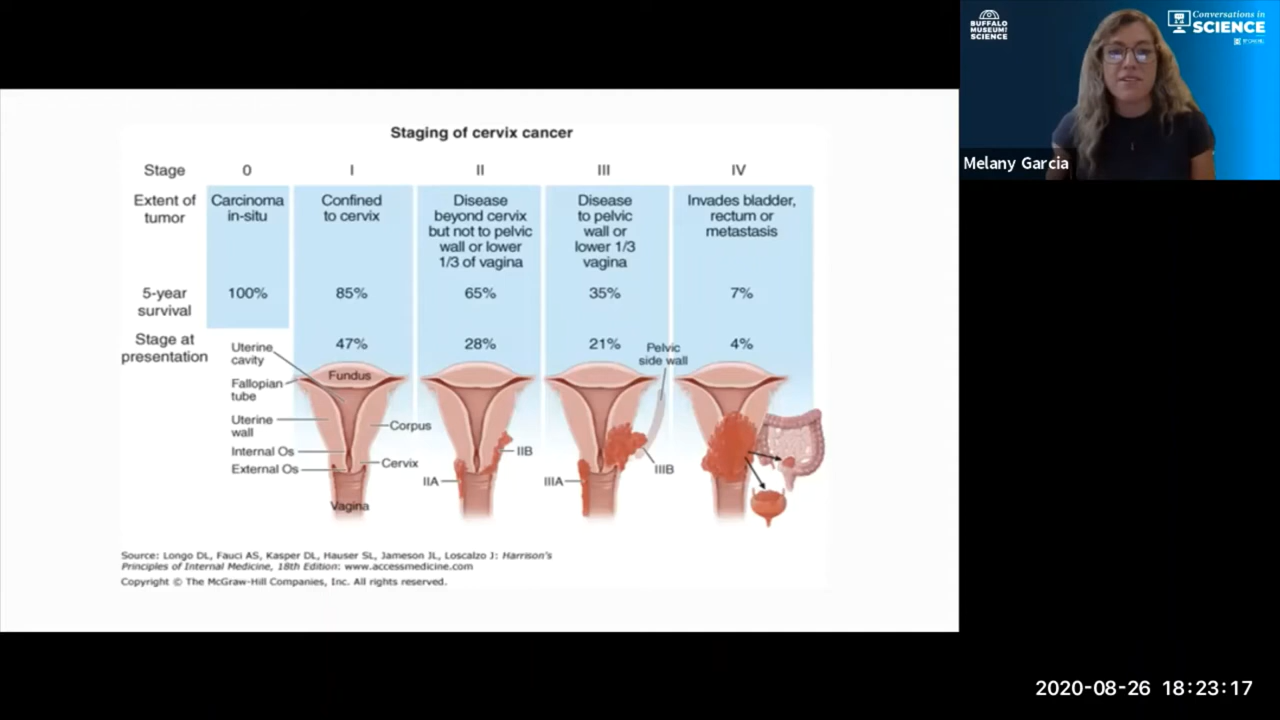 Staging of cervix cancer
Stage 0 I II III IV
Extent of tumor
Carcinoma in-situ
Confined to cervix
Disease beyond cervix but not to pelvic wall or lower 1/3 of vagina
Disease to pelvic wall or lower 1/3 vagina
Invades bladder, rectum or metastasis
5-year survival
100% 85% 65% 35% 7%
Stage at presentation
47% 28% 21% 4%
Uterine cavity
Fallopian tube
Uterine wall
Internal Os
External Os
Fundus
Corpus
Cervix
Vagina
IIA
IIB
IIIA
Pelvic side wall
IIIB
Source: Longo DL, Fauci AS, Kasper DL, Hauser SL, Jameson JL, Loscalzo J: Harrison's
Principles of Internal Medicine, 18th Edition: www.accessmedicine.com
Copyright © The McGraw-Hill Companies, Inc. All rights reserved.
BUFFALO
MUSEUM OF
SCIENCE
Conversations in
SCIENCE
Melany Garcia
2020-08-26 18:23:17